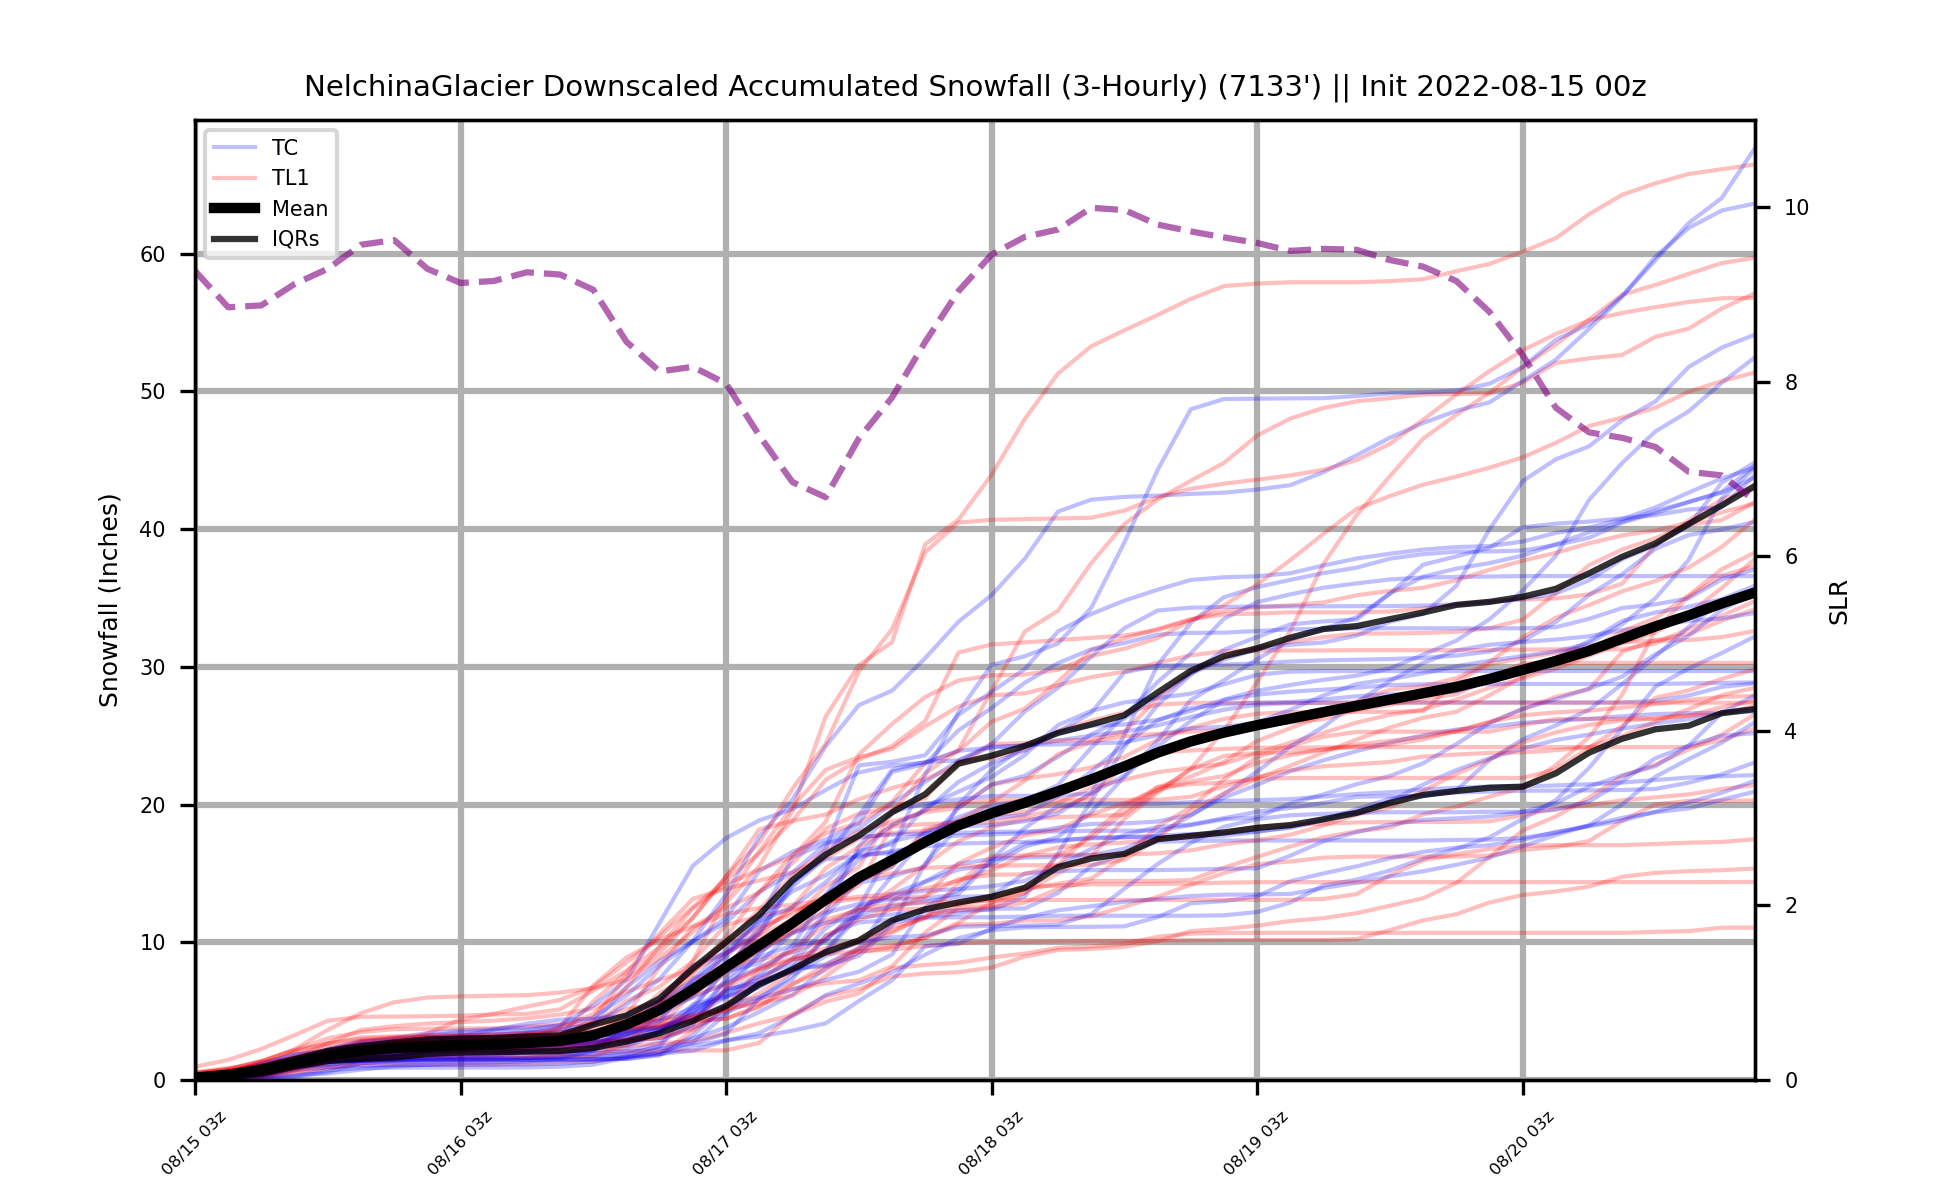 NelchinaGlacier Downscaled Accumulated Snowfall (3-Hourly) (7133') || Init 2022-08-15 00z
TC
TL1
Mean
IQRs
Snowfall (Inches)
60
50
40
30
20
10
0
10
8
6
4
2
0
SLR
08/15 03z
08/16 03z
08/17 03z
08/18 03z
08/19 03z
08/20 03z